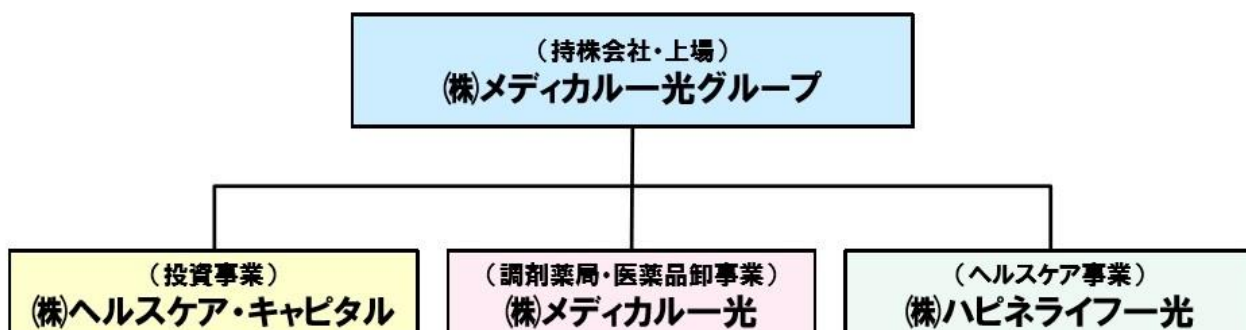 （持株会社・上場）
㈱メディカル一光グループ
（投資事業）
㈱ヘルスケア・キャピタル
（調剤薬局・医薬品卸事業）
㈱メディカル一光
（ヘルスケア事業）
㈱ハピネライフ一光